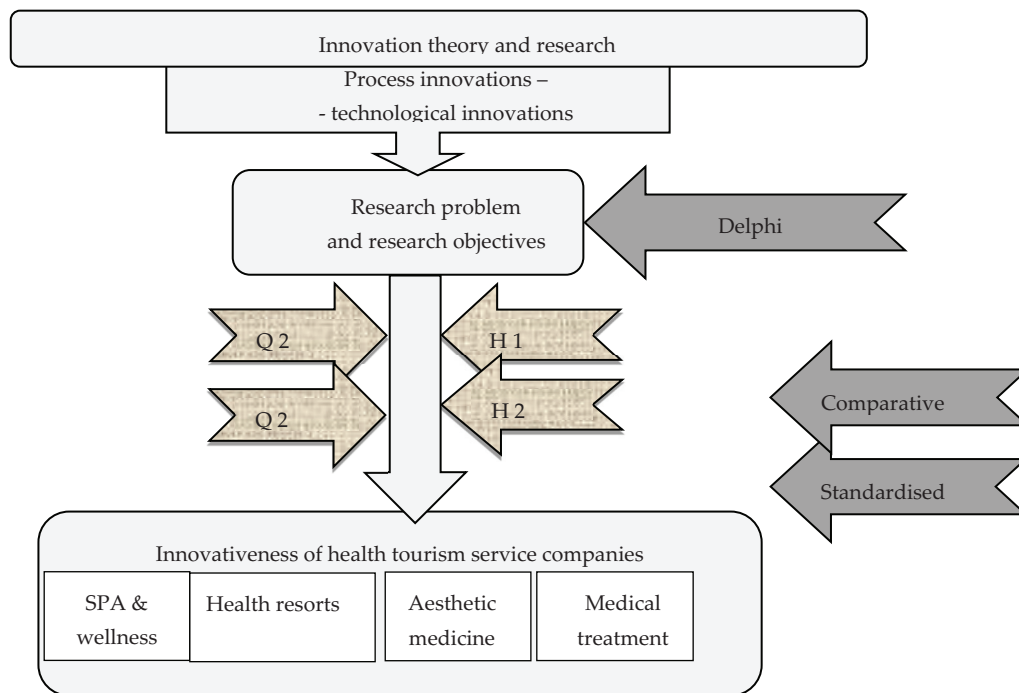 Innovation theory and research
Process innovations –
- technological innovations
Research problem
and research objectives
Delphi
Q 2
H 1
Q 2
H 2
Comparative
Standardised
Innovativeness of health tourism service companies
SPA &
wellness
Health resorts
Aesthetic
medicine
Medical
treatment